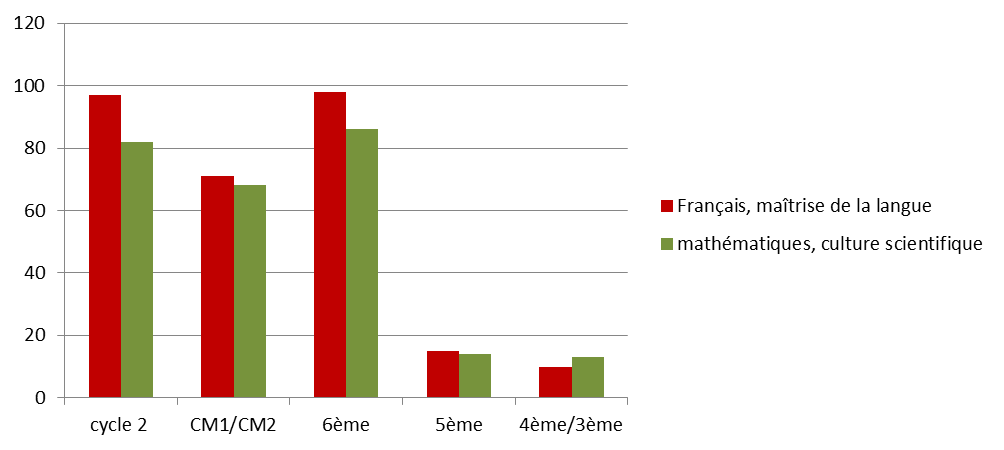 120
100
80
60
40
20
0
cycle 2 CM1/CM2 6ème 5ème 4ème/3ème
Français, maîtrise de la langue
mathématiques, culture scientifique